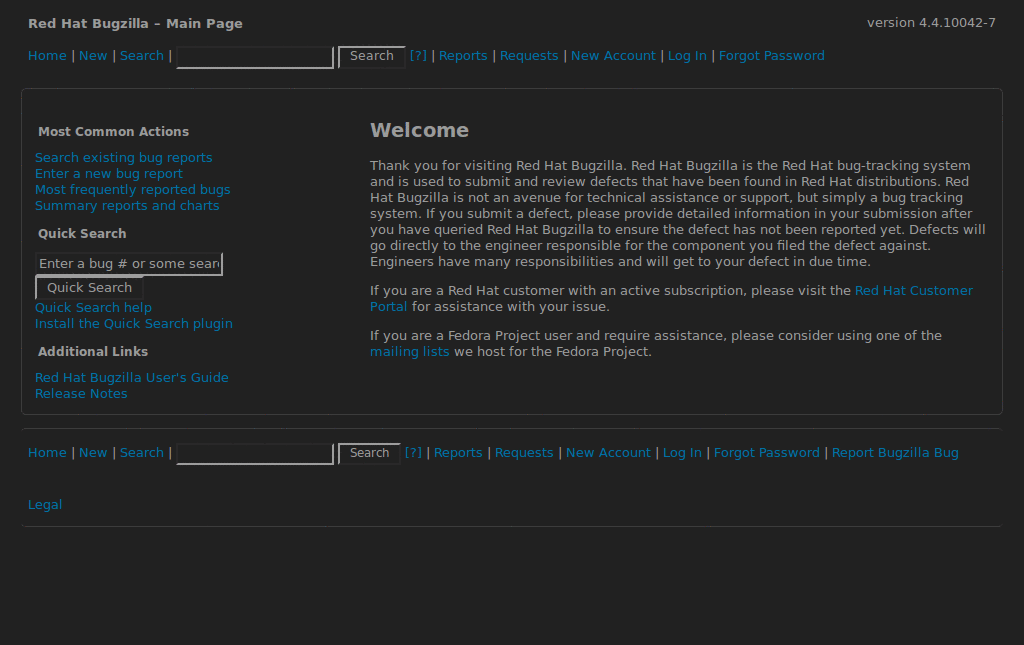 Red Hat Bugzilla – Main Page
version 4.4.10042-7
Home | New | Search | Search [?] | Reports | Requests | New Account | Log In | Forgot Password
Most Common Actions
Search existing bug reports
Enter a new bug report
Most frequently reported bugs
Summary reports and charts
Quick Search
Enter a bug # or some sear
Quick Search
Quick Search help
Install the Quick Search plugin
Additional Links
Red Hat Bugzilla User's Guide
Release Notes
Welcome
Thank you for visiting Red Hat Bugzilla. Red Hat Bugzilla is the Red Hat bug-tracking system
and is used to submit and review defects that have been found in Red Hat distributions. Red
Hat Bugzilla is not an avenue for technical assistance or support, but simply a bug tracking
system. If you submit a defect, please provide detailed information in your submission after
you have queried Red Hat Bugzilla to ensure the defect has not been reported yet. Defects will
go directly to the engineer responsible for the component you filed the defect against.
Engineers have many responsibilities and will get to your defect in due time.
If you are a Red Hat customer with an active subscription, please visit the Red Hat Customer
Portal for assistance with your issue.
If you are a Fedora Project user and require assistance, please consider using one of the
mailing lists we host for the Fedora Project.
Home | New | Search | Search [?] | Reports | Requests | New Account | Log In | Forgot Password | Report Bugzilla Bug
Legal